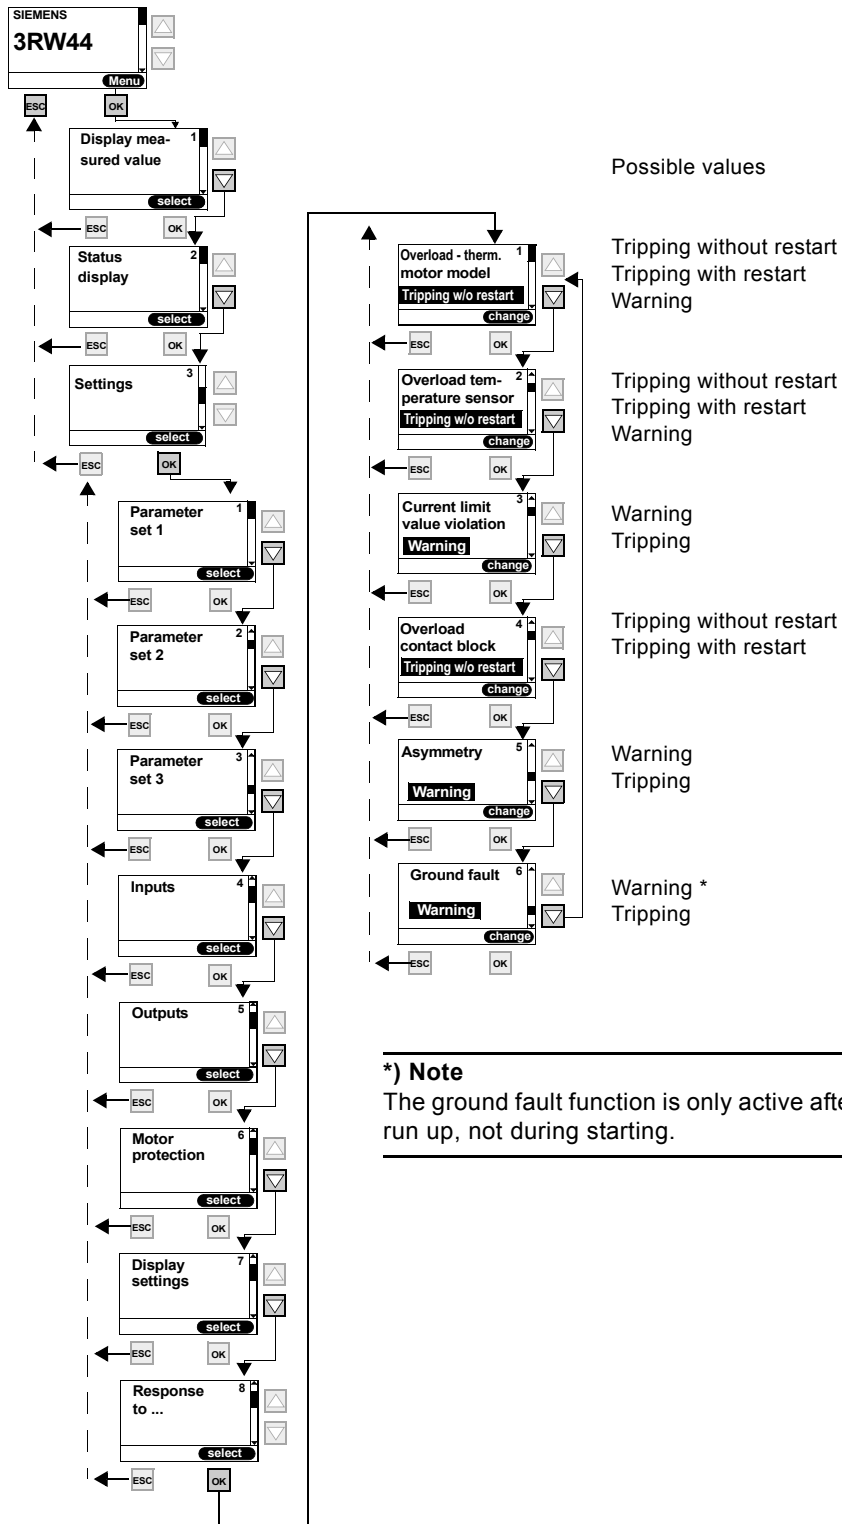 SIEMENS
3RW44
Menu
ESC
OK
Display mea-
sured value
1
select
ESC
OK
Status
display
2
select
ESC
OK
Settings
3
select
ESC
OK
Parameter
set 1
1
select
ESC
OK
Parameter
set 2
2
select
ESC
OK
Parameter
set 3
3
select
ESC
OK
Inputs
4
select
ESC
OK
Outputs
5
select
ESC
OK
Motor
protection
6
select
ESC
OK
Display
settings
7
select
ESC
OK
Response
to ...
8
select
ESC
OK
Possible values
Overload - therm.
motor model
1
Tripping w/o restart
change
ESC
OK
Tripping without restart
Tripping with restart
Warning
Overload tem-
perature sensor
2
Tripping w/o restart
change
ESC
OK
Tripping without restart
Tripping with restart
Warning
Current limit
value violation
3
Warning
change
ESC
OK
Warning
Tripping
Overload
contact block
4
Tripping w/o restart
change
ESC
OK
Tripping without restart
Tripping with restart
Asymmetry
5
Warning
change
ESC
OK
Warning
Tripping
Ground fault
6
Warning
change
ESC
OK
Warning *
Tripping
*) Note
The ground fault function is only active
run up, not during starting.